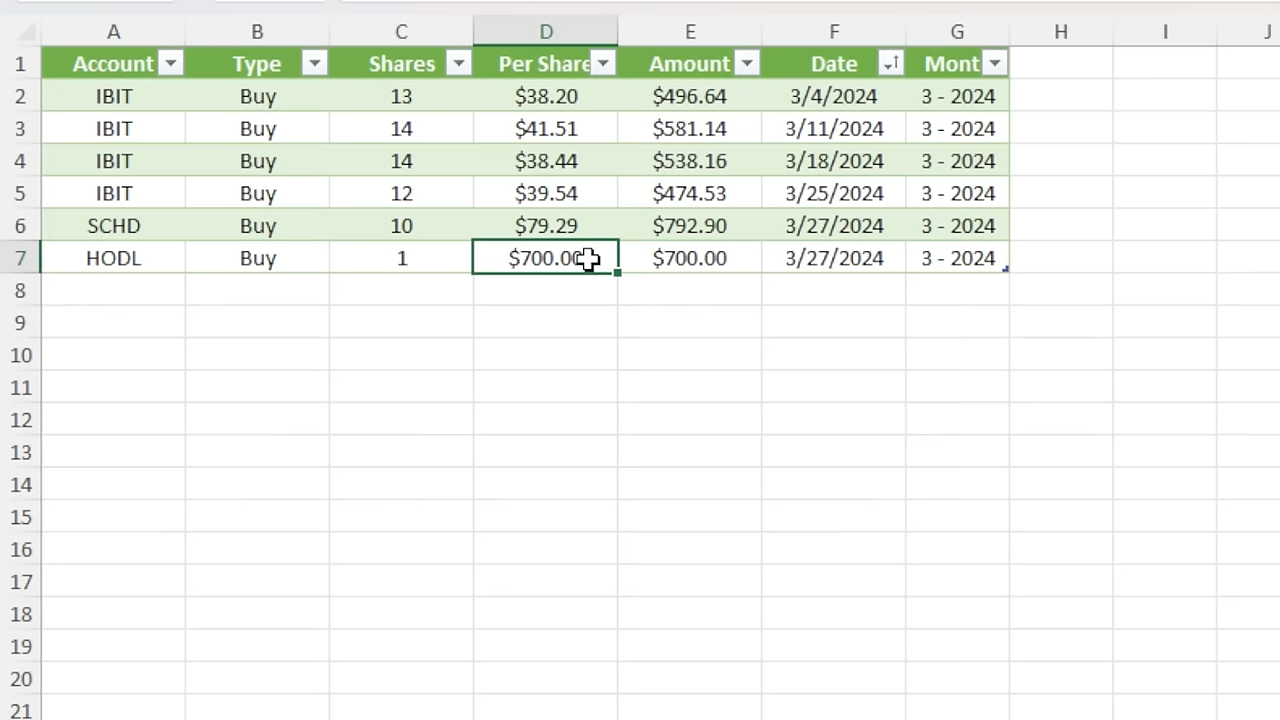 A B C D E F G H I J
1 Account Type Shares Per Share Amount Date Mont
2 IBIT Buy 13 $38.20 $496.64 3/4/2024 3 - 2024
3 IBIT Buy 14 $41.51 $581.14 3/11/2024 3 - 2024
4 IBIT Buy 14 $38.44 $538.16 3/18/2024 3 - 2024
5 IBIT Buy 12 $39.54 $474.53 3/25/2024 3 - 2024
6 SCHD Buy 10 $79.29 $792.90 3/27/2024 3 - 2024
7 HODL Buy 1 $700.00 $700.00 3/27/2024 3 - 2024
8
9
10
11
12
13
14
15
16
17
18
19
20
21